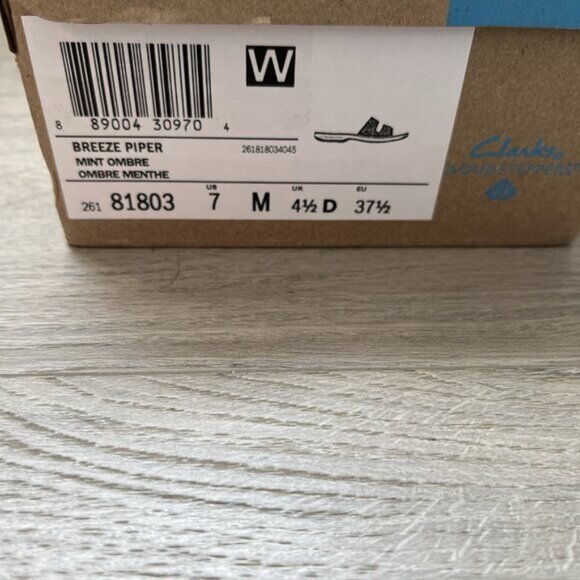 W
8 89004 30970 4
BREEZE PIPER
261818034045
MINT OMBRE
OMBRE MENTHE
US UK EU
261 81803 7 M 4½ D 37½
Clarks
CLOUDSTEPPERS